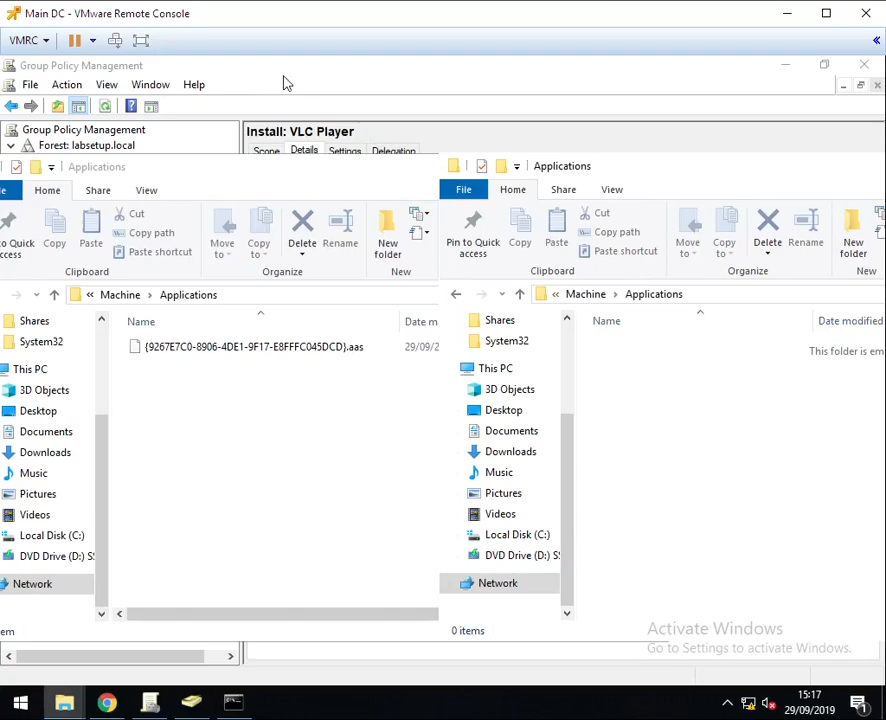 Main DC - VMware Remote Console
VMRC
Group Policy Management
File Action View Window Help
Group Policy Management
Forest: labsetup.local
Install: VLC Player
Scope Details Settings Delegation
Applications
Home Share View
Copy
Paste
Cut
Copy path
Paste shortcut
Move to
Copy to
Delete
Rename
New folder
Clipboard
Organize
New
« Machine > Applications
Shares
System32
This PC
3D Objects
Desktop
Documents
Downloads
Music
Pictures
Videos
Local Disk (C:)
DVD Drive (D:) S
Network
Name
Date m
{9267E7C0-8906-4DE1-9F17-E8FFFC045DCD}.aas
29/09/2
Applications
File Home Share View
Pin to Quick access
Copy
Paste
Cut
Copy path
Paste shortcut
Move to
Copy to
Delete
Rename
New folder
Clipboard
Organize
New
« Machine > Applications
Shares
System32
This PC
3D Objects
Desktop
Documents
Downloads
Music
Pictures
Videos
Local Disk (C:)
DVD Drive (D:) S
Network
Name
Date modified
This folder is em
0 items
Activate Windows
Go to Settings to activate Windows.
15:17
29/09/2019
1